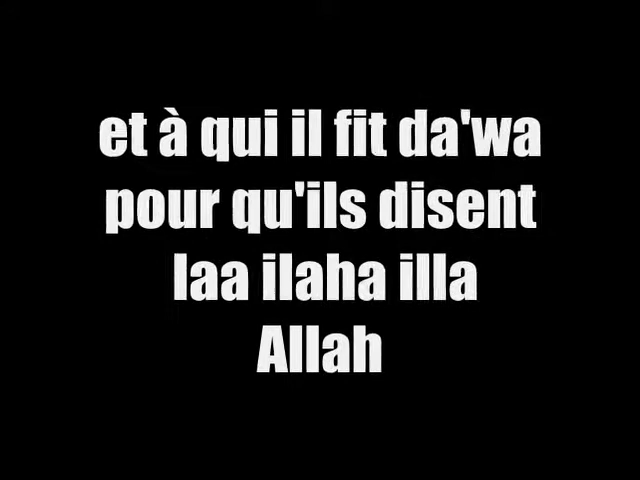 et à qui il fit da'wa
pour qu'ils disent
laa ilaha illa
Allah